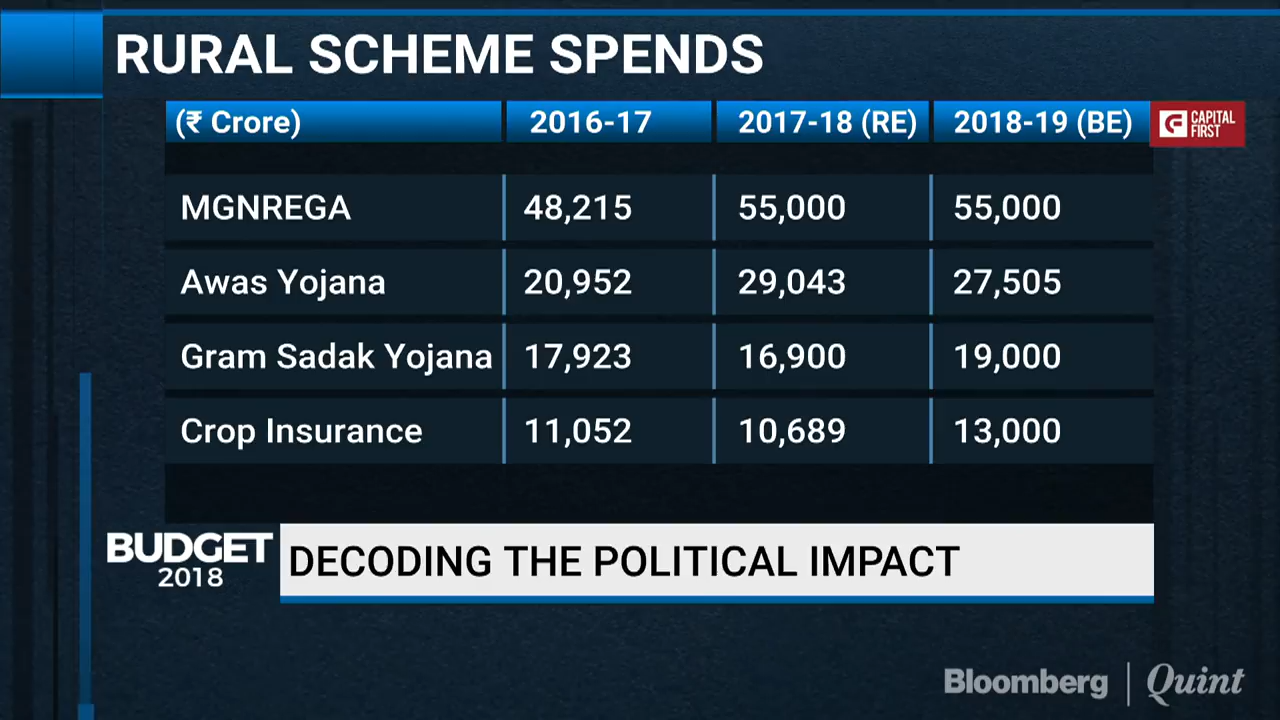 RURAL SCHEME SPENDS
(₹ Crore) 2016-17 2017-18 (RE) 2018-19 (BE)
CAPITAL
FIRST
MGNREGA 48,215 55,000 55,000
Awas Yojana 20,952 29,043 27,505
Gram Sadak Yojana 17,923 16,900 19,000
Crop Insurance 11,052 10,689 13,000
BUDGET
2018
DECODING THE POLITICAL IMPACT
Bloomberg | Quint